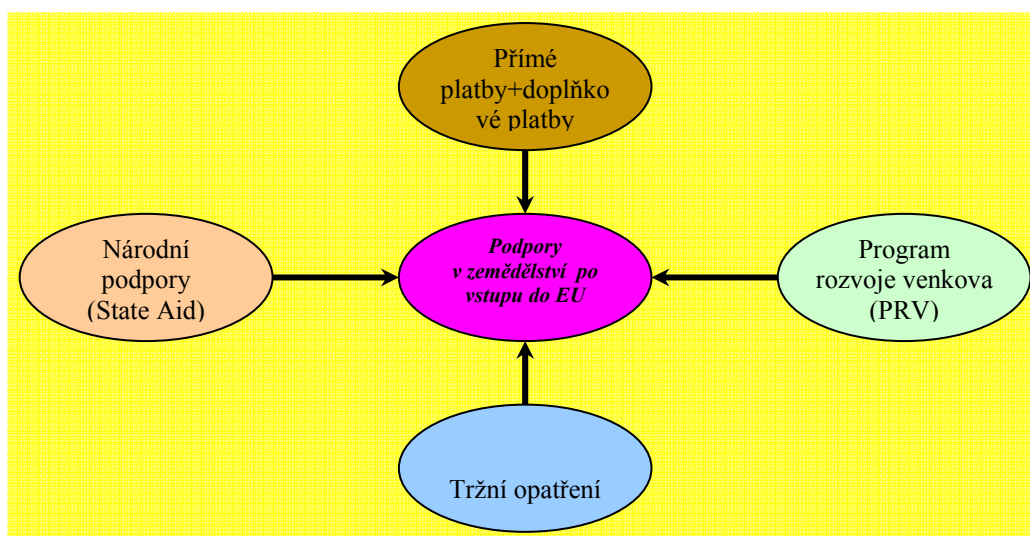 Přímé
platby+doplňko
vé platby
Národní
podpory
(State Aid)
Podpory
v zemědělství po
vstupu do EU
Program
rozvoje venkova
(PRV)
Tržní opatření